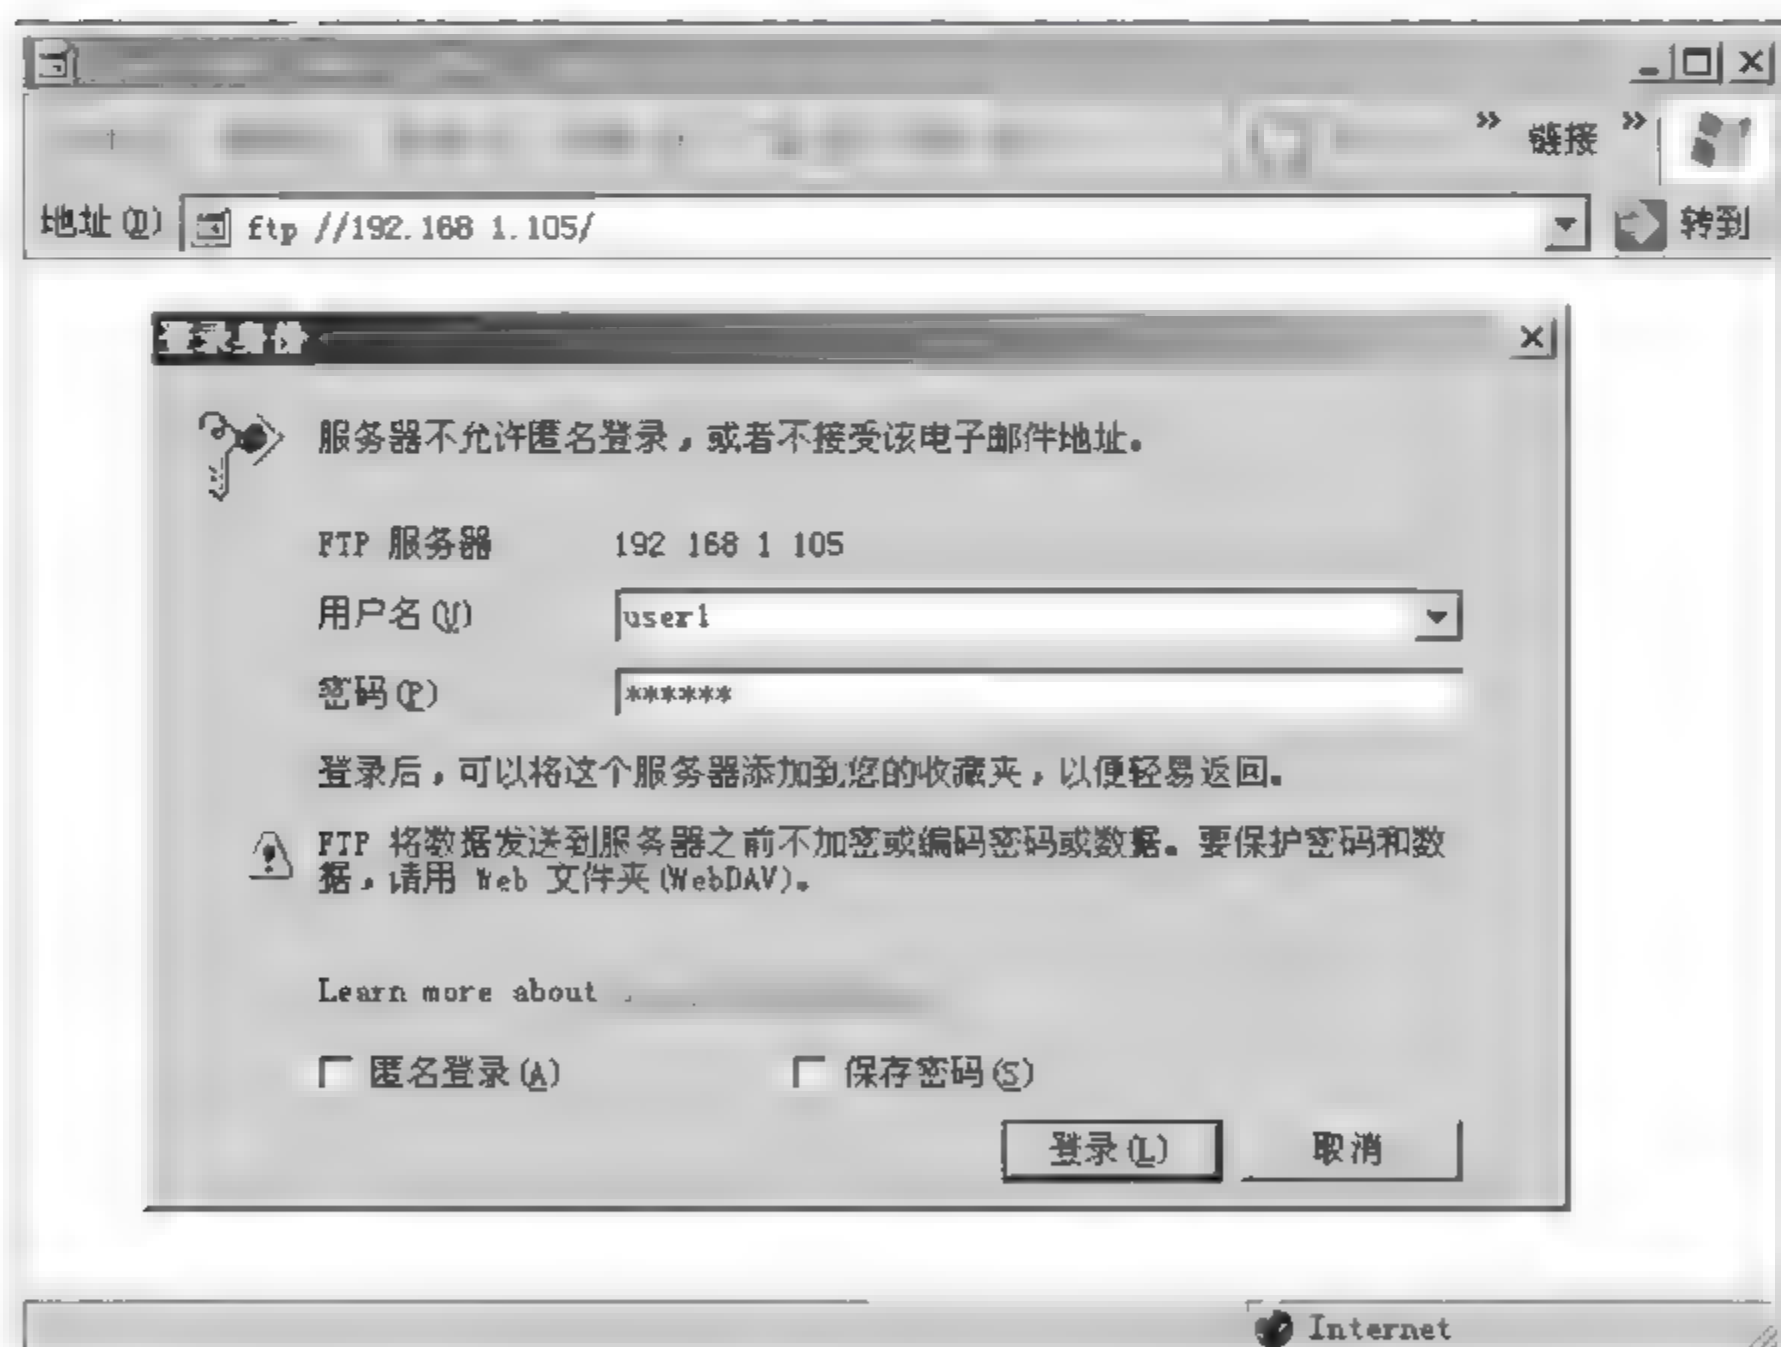 » 链接 »
地址(D) ftp //192.168 1.105/ 转到
登录身份
服务器不允许匿名登录，或者不接受该电子邮件地址。
FTP 服务器 192 168 1 105
用户名(U) user1
密码(P) ******
登录后，可以将这个服务器添加到您的收藏夹，以便轻易返回。
FTP 将数据发送到服务器之前不加密或编码密码或数据。要保护密码和数
据，请用 Web 文件夹(WebDAV)。
Learn more about
匿名登录(A) 保存密码(S)
登录(L) 取消
Internet